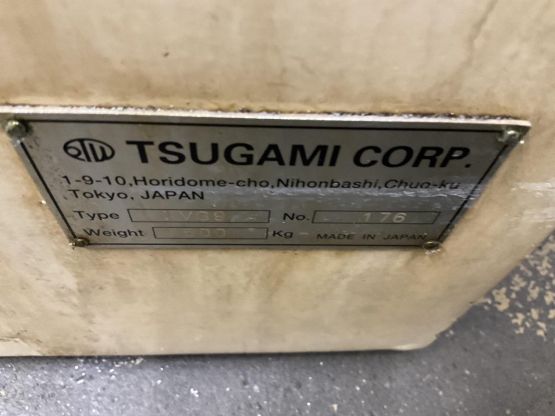 TSUGAMI CORP.
1-9-10,Horidome-cho,Nihonbashi,Chuo-ku
,Tokyo, JAPAN
Type
No. 176
Weight Kg
MADE IN JAPAN